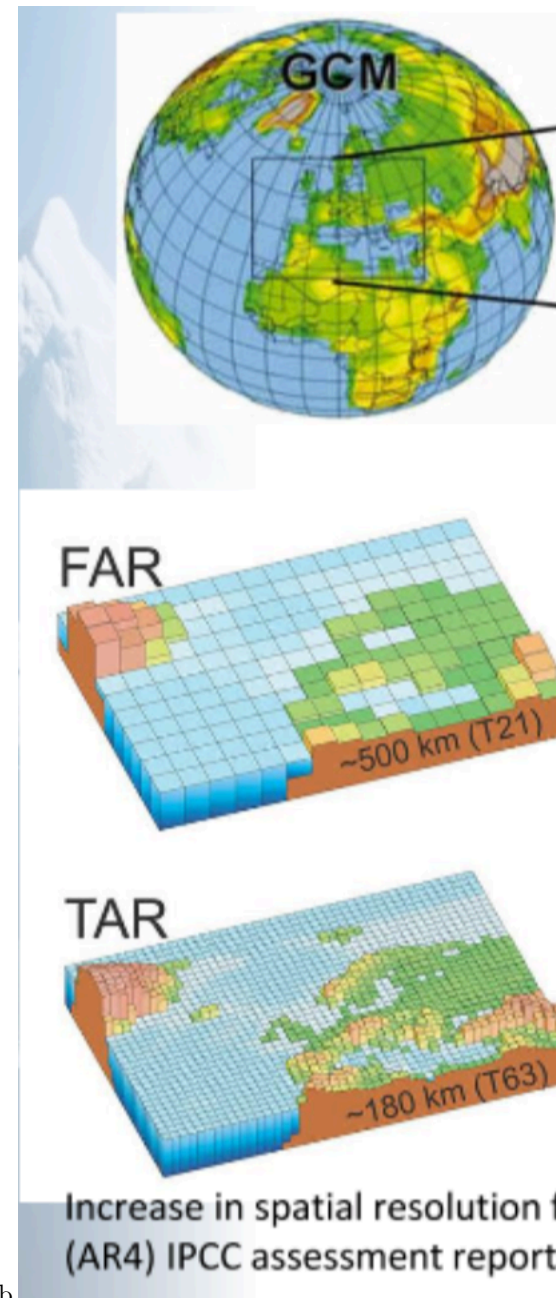 GCM
FAR
~500 km (T21)
TAR
~180 km (T63)
Increase in spatial resolution f
(AR4) IPCC assessment report
b